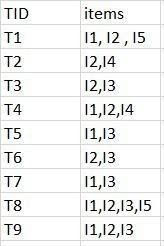 TID items
T1 I1, I2 , I5
T2 I2,I4
T3 I2,I3
T4 I1,I2,I4
T5 I1,I3
T6 I2,I3
T7 I1,I3
T8 I1,I2,I3,I5
T9 I1,I2,I3